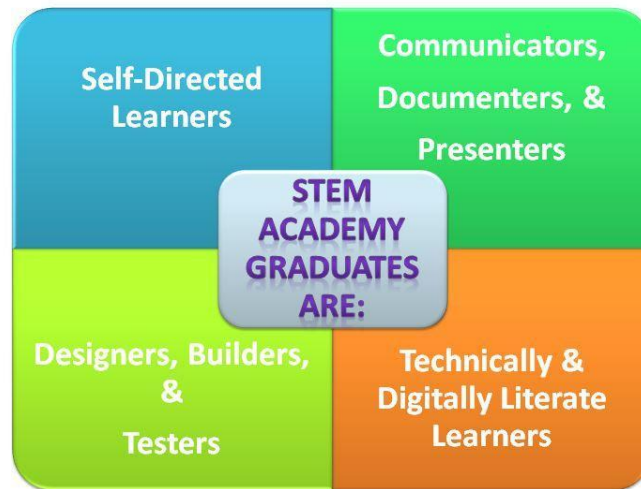 Self-Directed
Learners
Communicators,
Documenters, &
Presenters
STEM
ACADEMY
GRADUATES
ARE:
Designers, Builders,
&
Testers
Technically &
Digitally Literate
Learners